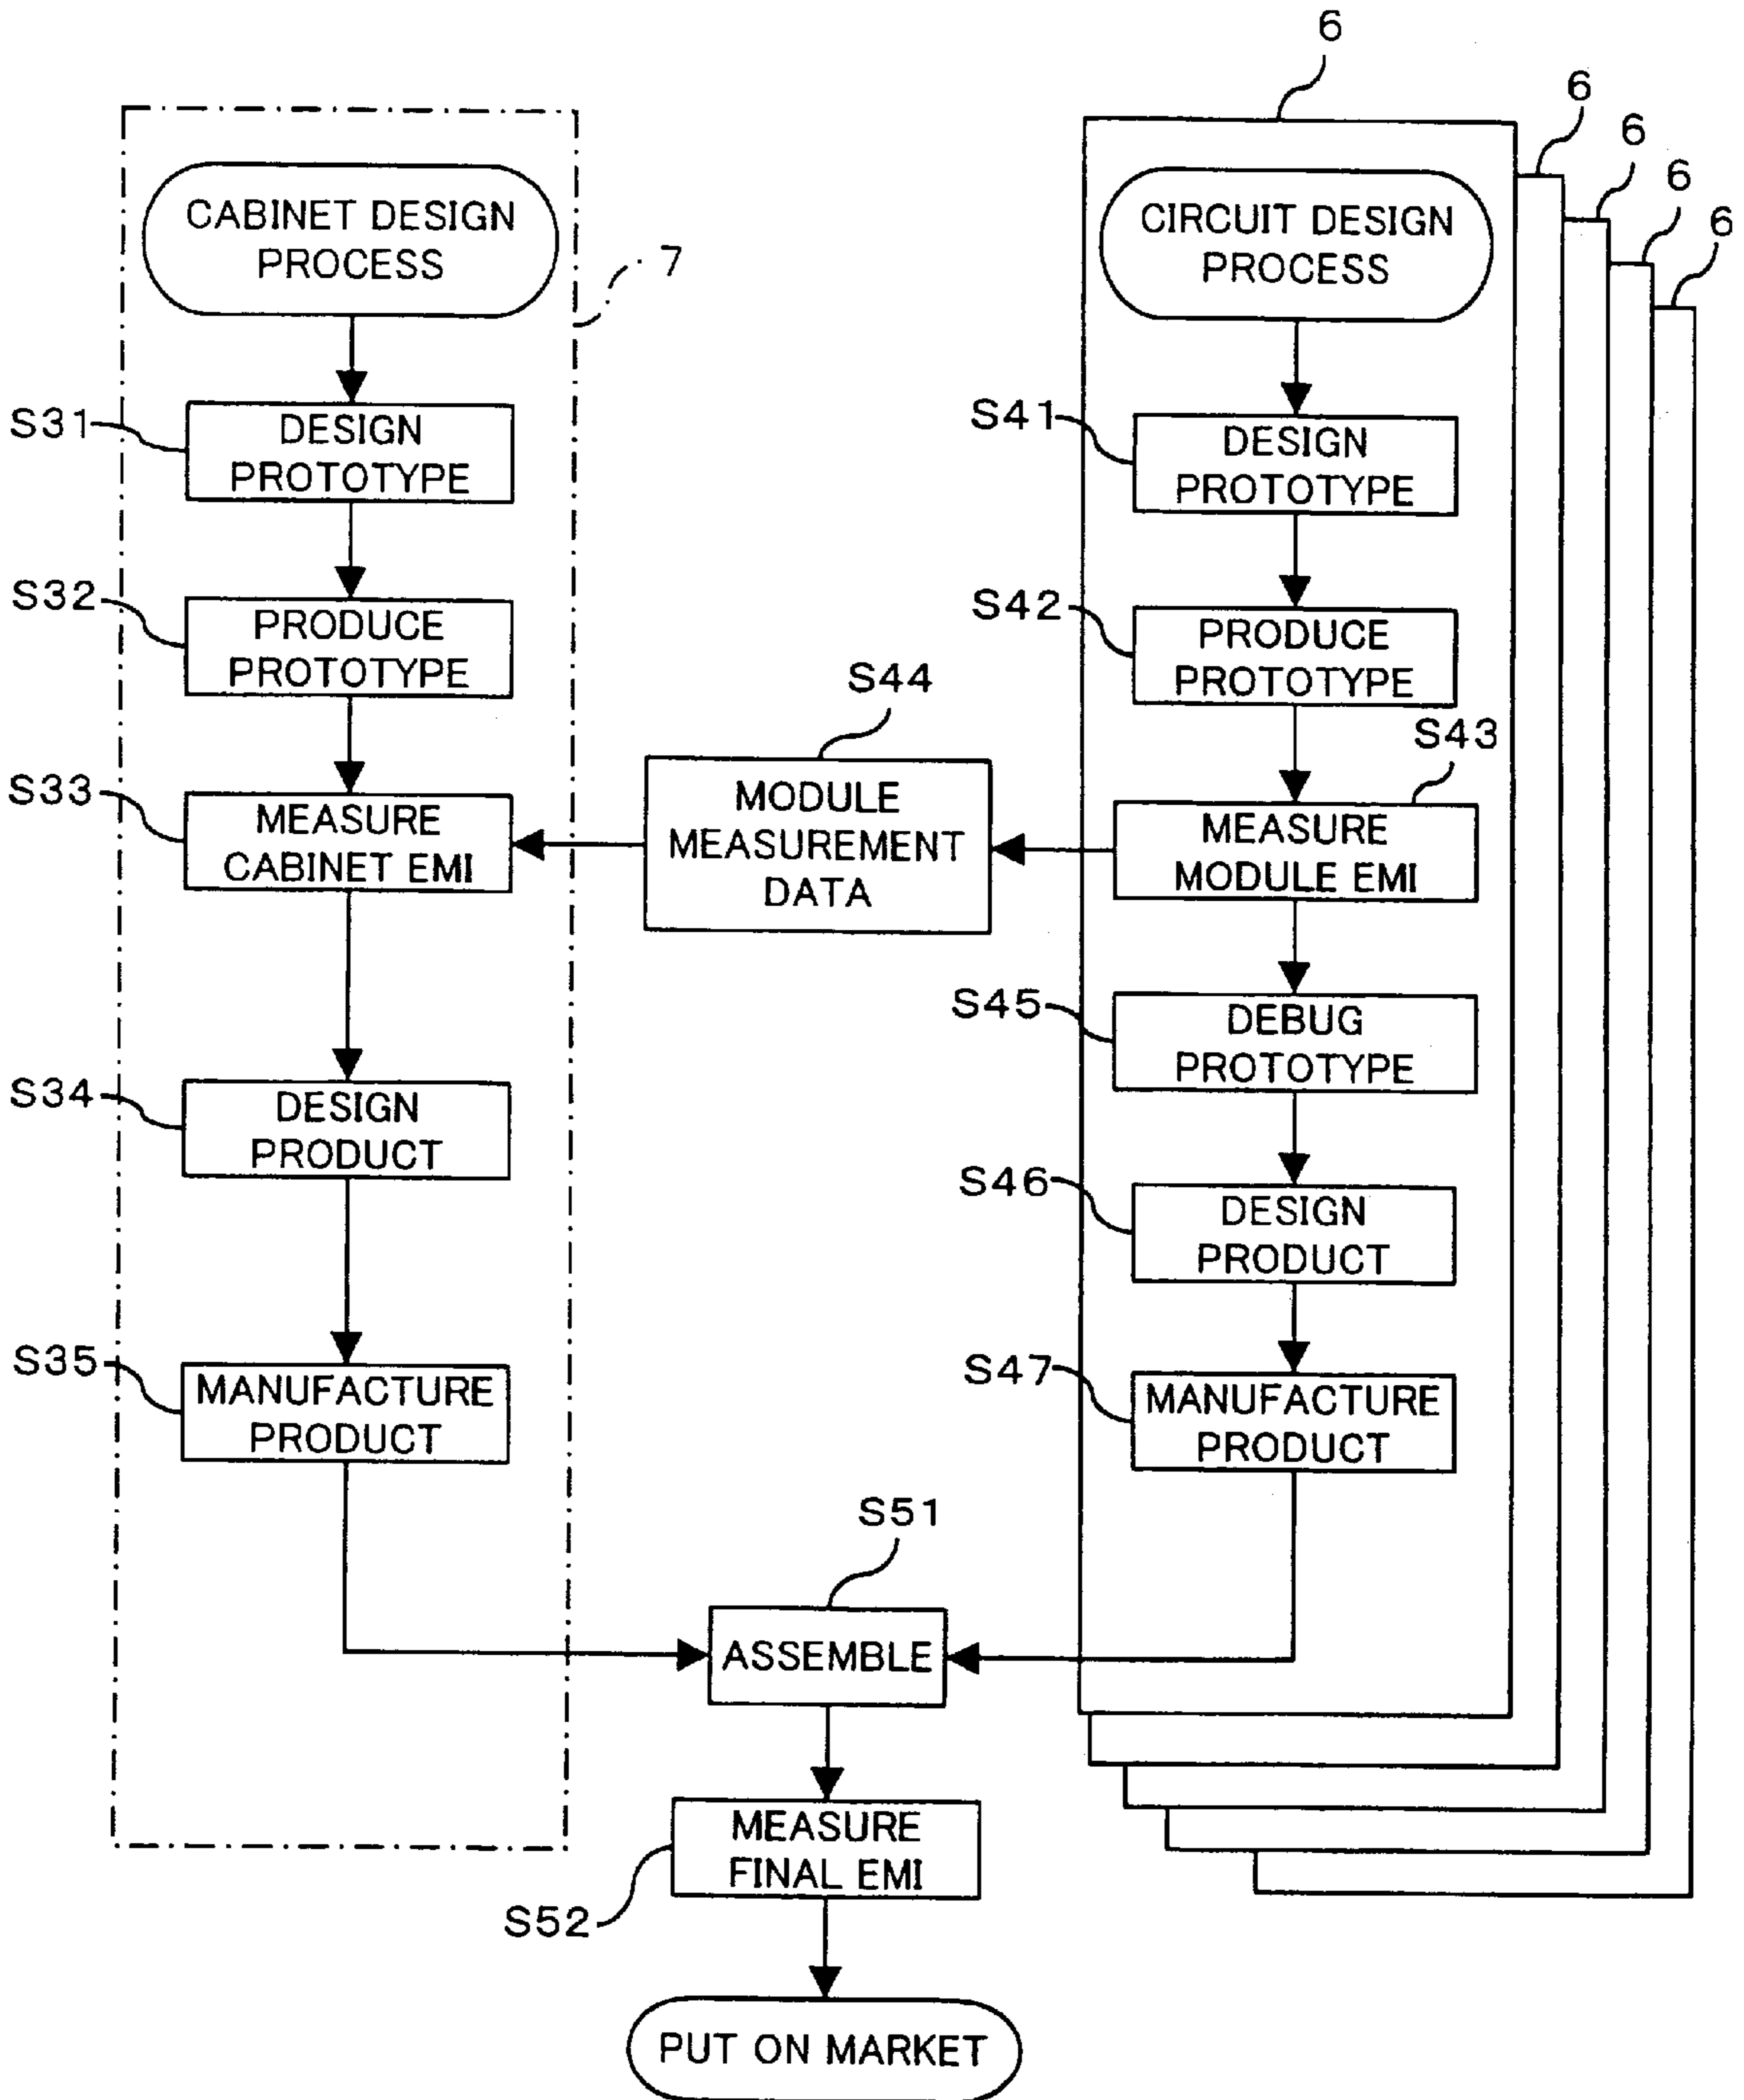 6
6
6
6
6
CABINET DESIGN
PROCESS
7
S31
DESIGN
PROTOTYPE
S32
PRODUCE
PROTOTYPE
S33
MEASURE
CABINET EMI
S34
DESIGN
PRODUCT
S35
MANUFACTURE
PRODUCT
S44
MODULE
MEASUREMENT
DATA
CIRCUIT DESIGN
PROCESS
S41
DESIGN
PROTOTYPE
S42
PRODUCE
PROTOTYPE
S43
MEASURE
MODULE EMI
S45
DEBUG
PROTOTYPE
S46
DESIGN
PRODUCT
S47
MANUFACTURE
PRODUCT
S51
ASSEMBLE
MEASURE
FINAL EMI
S52
PUT ON MARKET